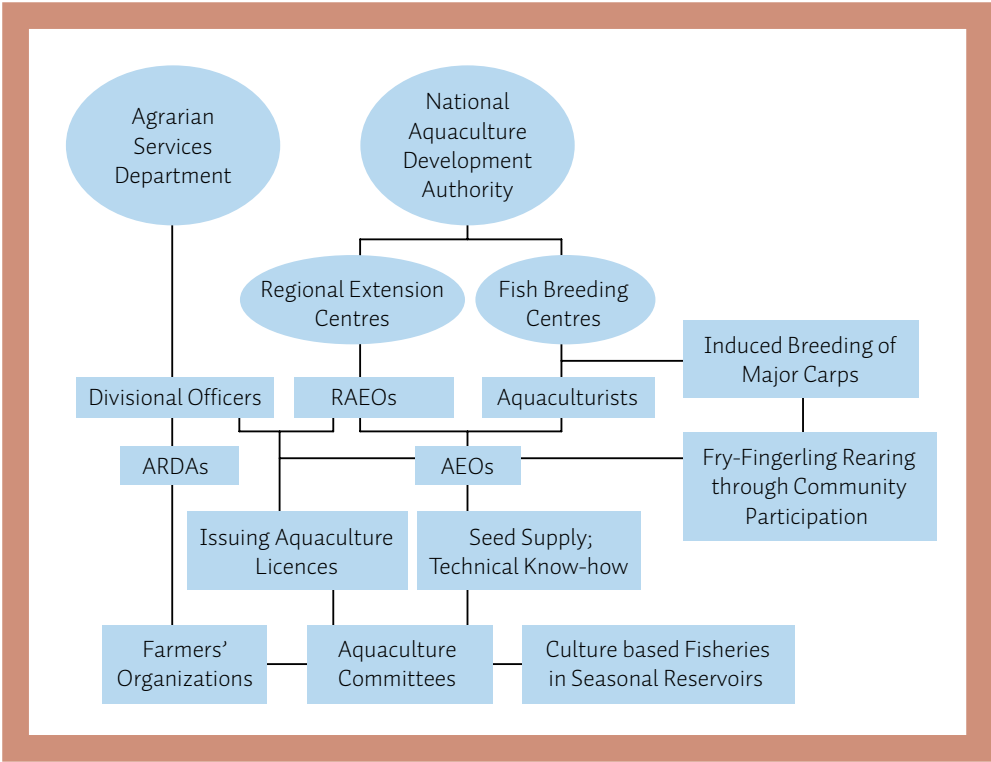 Agrarian
Services
Department
National
Aquaculture
Development
Authority
Regional Extension
Centres
Fish Breeding
Centres
Induced Breeding of
Major Carps
Divisional Officers
RAEOs
Aquaculturists
ARDAs
AEOs
Fry-Fingerling Rearing
through Community
Participation
Issuing Aquaculture
Licences
Seed Supply;
Technical Know-how
Farmers’
Organizations
Aquaculture
Committees
Culture based Fisheries
in Seasonal Reservoirs